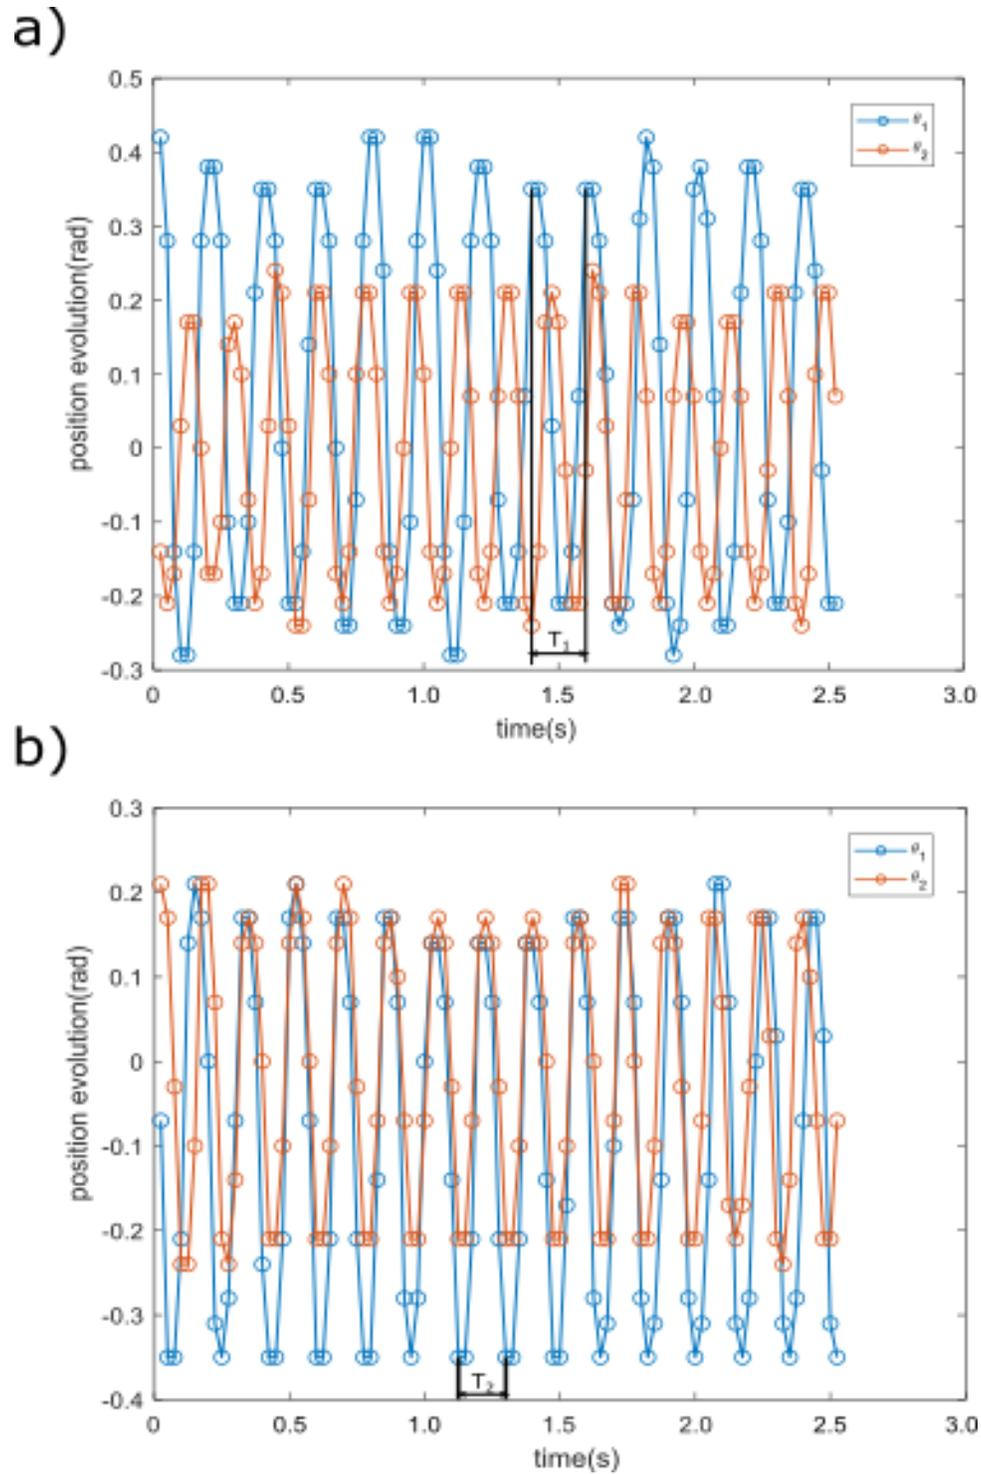 a)
0.5
0.4
0.3
0.2
0.1
0
-0.1
-0.2
-0.3
position evolution(rad)
θ1
θ2
T1
0 0.5 1.0 1.5 2.0 2.5 3.0
time(s)
b)
0.3
0.2
0.1
0
-0.1
-0.2
-0.3
-0.4
position evolution(rad)
θ1
θ2
T2
0 0.5 1.0 1.5 2.0 2.5 3.0
time(s)